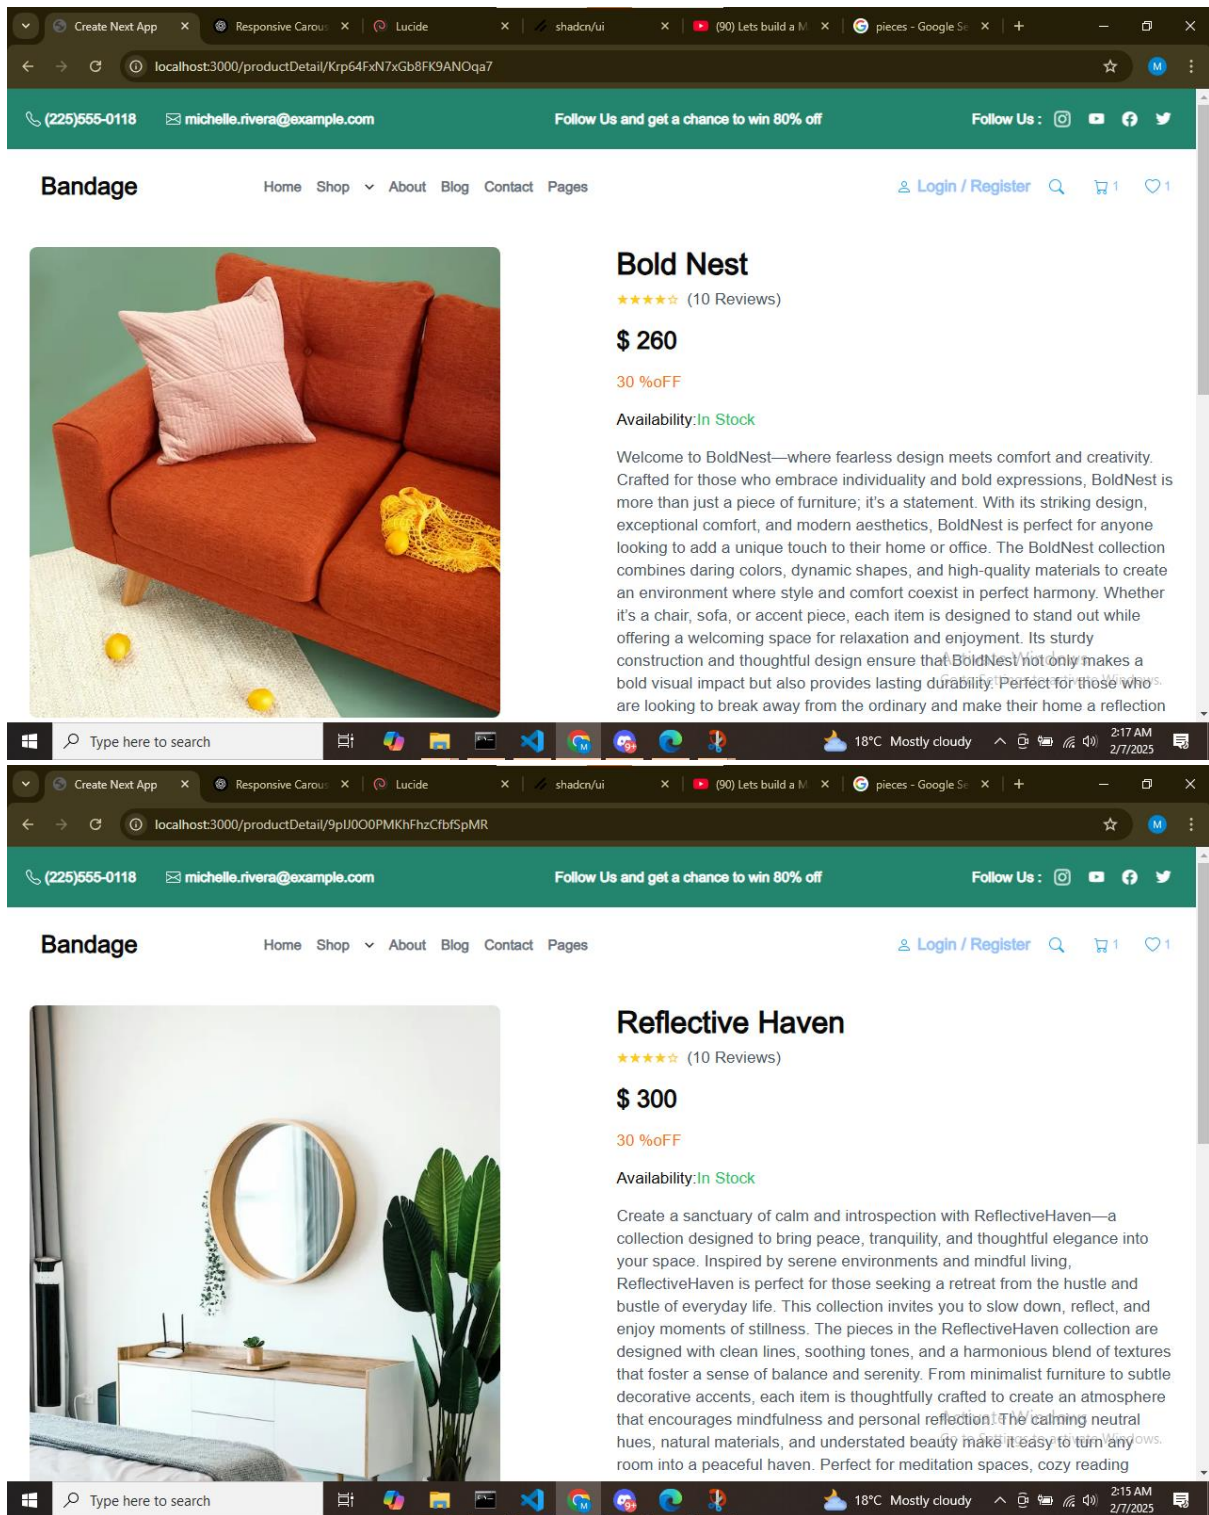 Create Next App
Responsive Carous
Lucide
shadcn/ui
(90) Lets build a M
pieces - Google Se
localhost:3000/productDetail/Krp64FxN7xGb8FK9ANOqa7
M
(225)555-0118 michelle.rivera@example.com Follow Us and get a chance to win 80% off Follow Us :
Bandage Home Shop About Blog Contact Pages Login / Register 1 1
Bold Nest
(10 Reviews)
$ 260
30 %oFF
Availability:In Stock
Welcome to BoldNest—where fearless design meets comfort and creativity.
Crafted for those who embrace individuality and bold expressions, BoldNest is
more than just a piece of furniture; it's a statement. With its striking design,
exceptional comfort, and modern aesthetics, BoldNest is perfect for anyone
looking to add a unique touch to their home or office. The BoldNest collection
combines daring colors, dynamic shapes, and high-quality materials to create
an environment where style and comfort coexist in perfect harmony. Whether
it's a chair, sofa, or accent piece, each item is designed to stand out while
offering a welcoming space for relaxation and enjoyment. Its sturdy
construction and thoughtful design ensure that BoldNest not only makes a
bold visual impact but also provides lasting durability. Perfect for those who
are looking to break away from the ordinary and make their home a reflection
Activate Windows
Go to Settings to activate Windows.
Type here to search 18°C Mostly cloudy 2:17 AM
2/7/2025
Create Next App
Responsive Carous
Lucide
shadcn/ui
(90) Lets build a M
pieces - Google Se
localhost:3000/productDetail/9pIJ0O0PMKhFhzCfbfSpMR
M
(225)555-0118 michelle.rivera@example.com Follow Us and get a chance to win 80% off Follow Us :
Bandage Home Shop About Blog Contact Pages Login / Register 1 1
Reflective Haven
(10 Reviews)
$ 300
30 %oFF
Availability:In Stock
Create a sanctuary of calm and introspection with ReflectiveHaven—a
collection designed to bring peace, tranquility, and thoughtful elegance into
your space. Inspired by serene environments and mindful living,
ReflectiveHaven is perfect for those seeking a retreat from the hustle and
bustle of everyday life. This collection invites you to slow down, reflect, and
enjoy moments of stillness. The pieces in the ReflectiveHaven collection are
designed with clean lines, soothing tones, and a harmonious blend of textures
that foster a sense of balance and serenity. From minimalist furniture to subtle
decorative accents, each item is thoughtfully crafted to create an atmosphere
that encourages mindfulness and personal reflection. The calming neutral
hues, natural materials, and understated beauty make it easy to turn any
room into a peaceful haven. Perfect for meditation spaces, cozy reading
Activate Windows
Go to Settings to activate Windows.
Type here to search 18°C Mostly cloudy 2:15 AM
2/7/2025